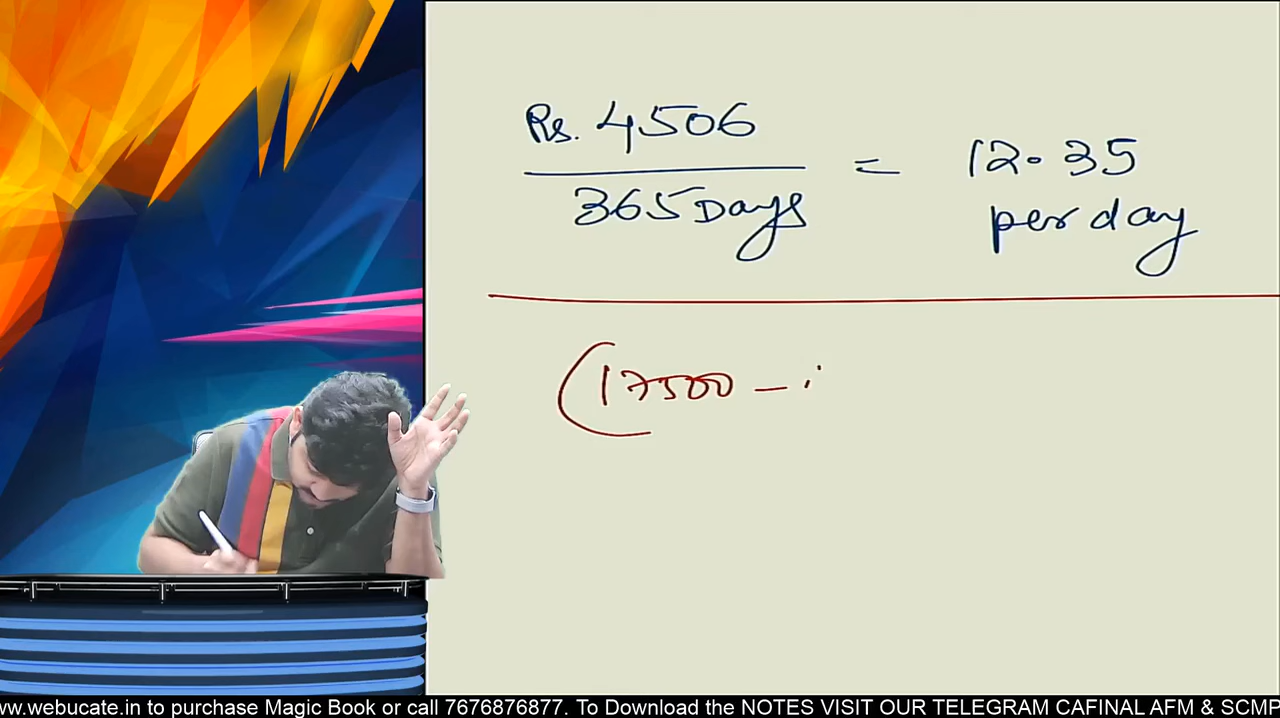 Rs. 4506
365 Days
= 12.35
per day
(17500 -
ww.webucate.in to purchase Magic Book or call 7676876877. To Download the NOTES VISIT OUR TELEGRAM CAFINAL AFM & SCMP